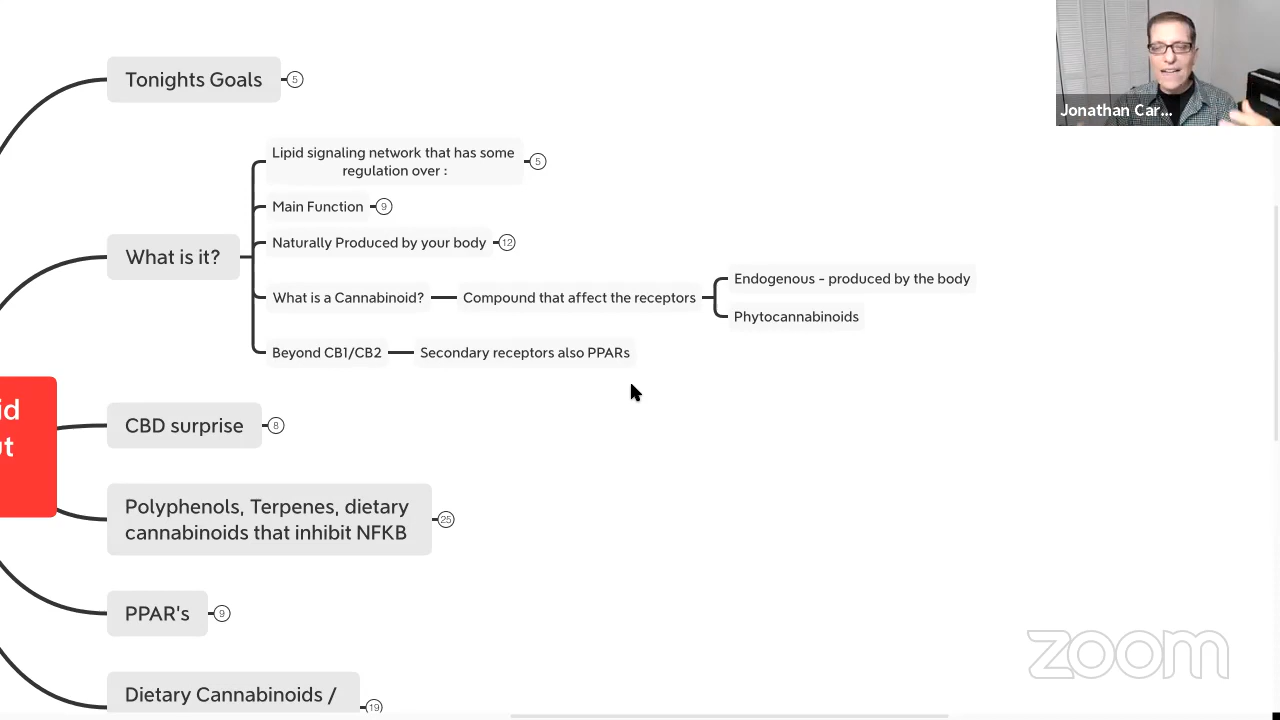 Jonathan Car...
Tonights Goals
5
Lipid signaling network that has some
regulation over :
5
Main Function
9
Naturally Produced by your body
12
What is it?
What is a Cannabinoid?
Compound that affect the receptors
Endogenous - produced by the body
Phytocannabinoids
Beyond CB1/CB2
Secondary receptors also PPARs
id
ut
CBD surprise
8
Polyphenols, Terpenes, dietary
cannabinoids that inhibit NFKB
25
PPAR's
9
Dietary Cannabinoids /
19
zoom